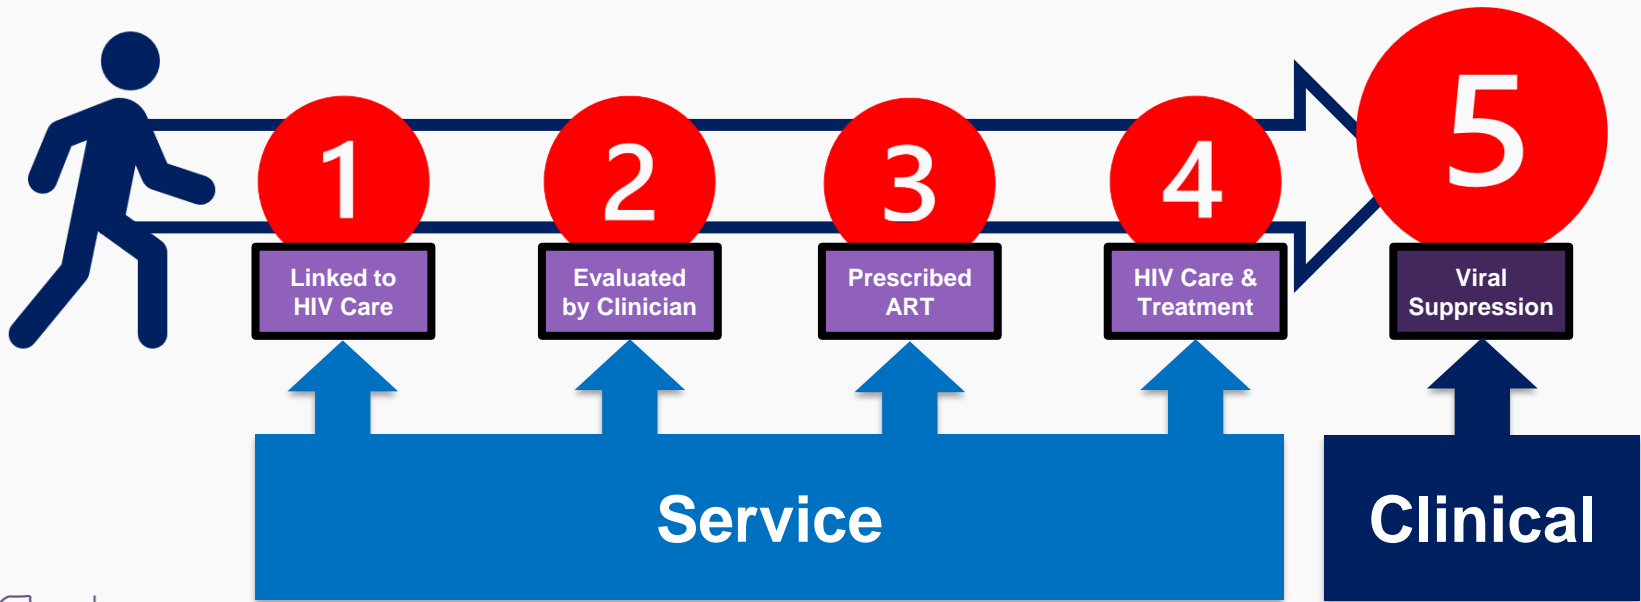 1
2
3
4
5
Linked to
HIV Care
Evaluated
by Clinician
Prescribed
ART
HIV Care &
Treatment
Viral
Suppression
Service
Clinical